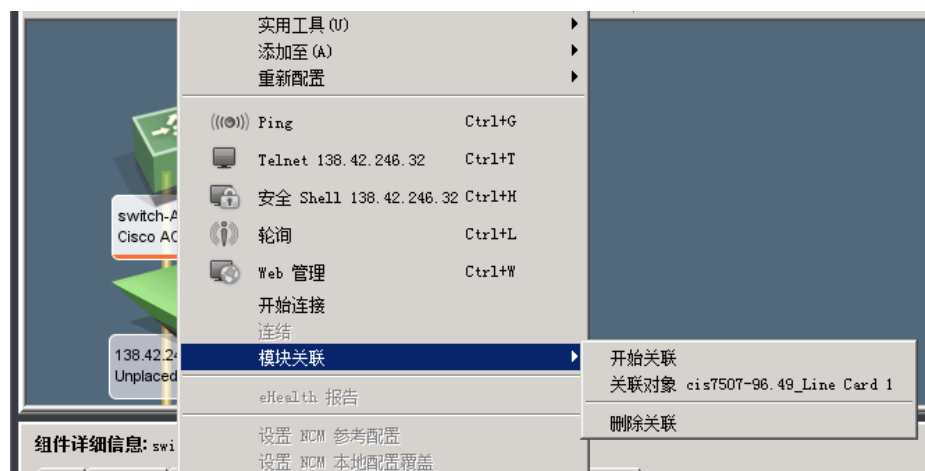 实用工具(U)
添加至(A)
重新配置
Ping Ctrl+G
Telnet 138.42.246.32 Ctrl+T
安全 Shell 138.42.246.32 Ctrl+H
轮询 Ctrl+L
Web 管理 Ctrl+W
开始连接
连结
模块关联
eHealth 报告
设置 NCM 参考配置
设置 NCM 本地配置覆盖
开始关联
关联对象 cis7507-96.49_Line Card 1
删除关联
switch-A
Cisco AC
138.42.24
Unplaced
组件详细信息: swi